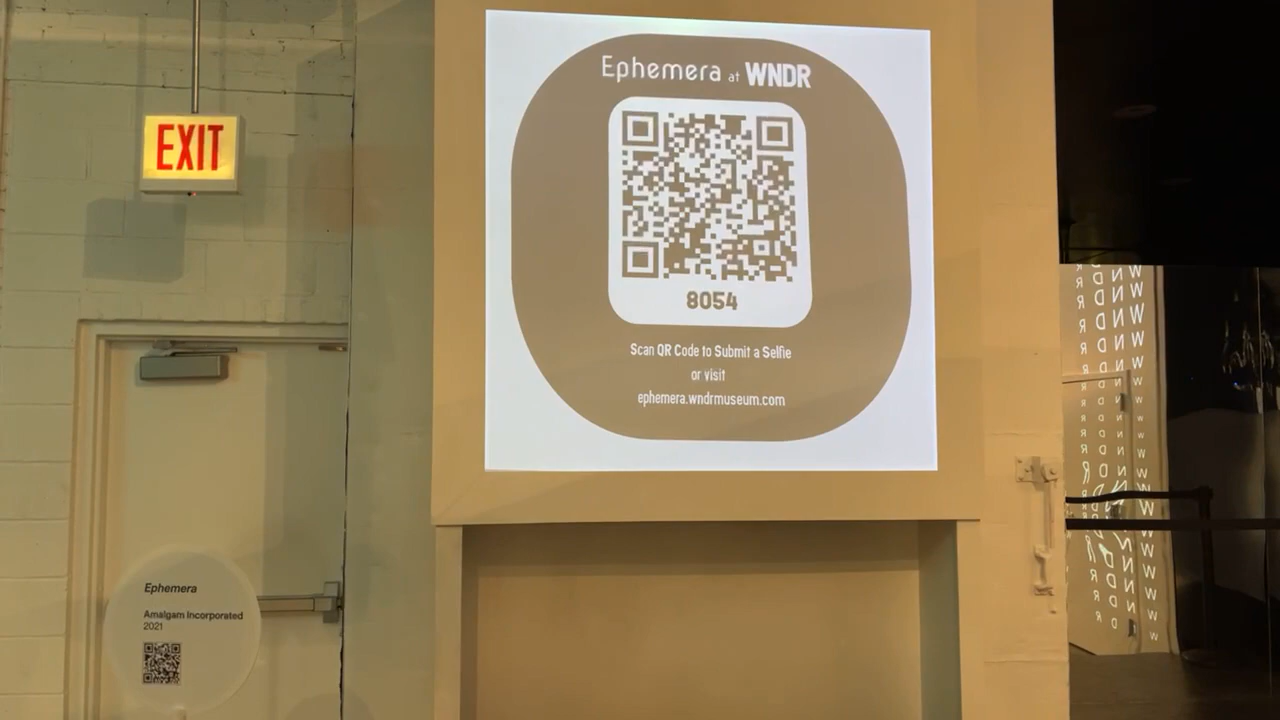 EXIT
Ephemera at WNDR
8054
Scan QR Code to Submit a Selfie
or visit
ephemera.wndrmuseum.com
Ephemera
Amalgam Incorporated
2021